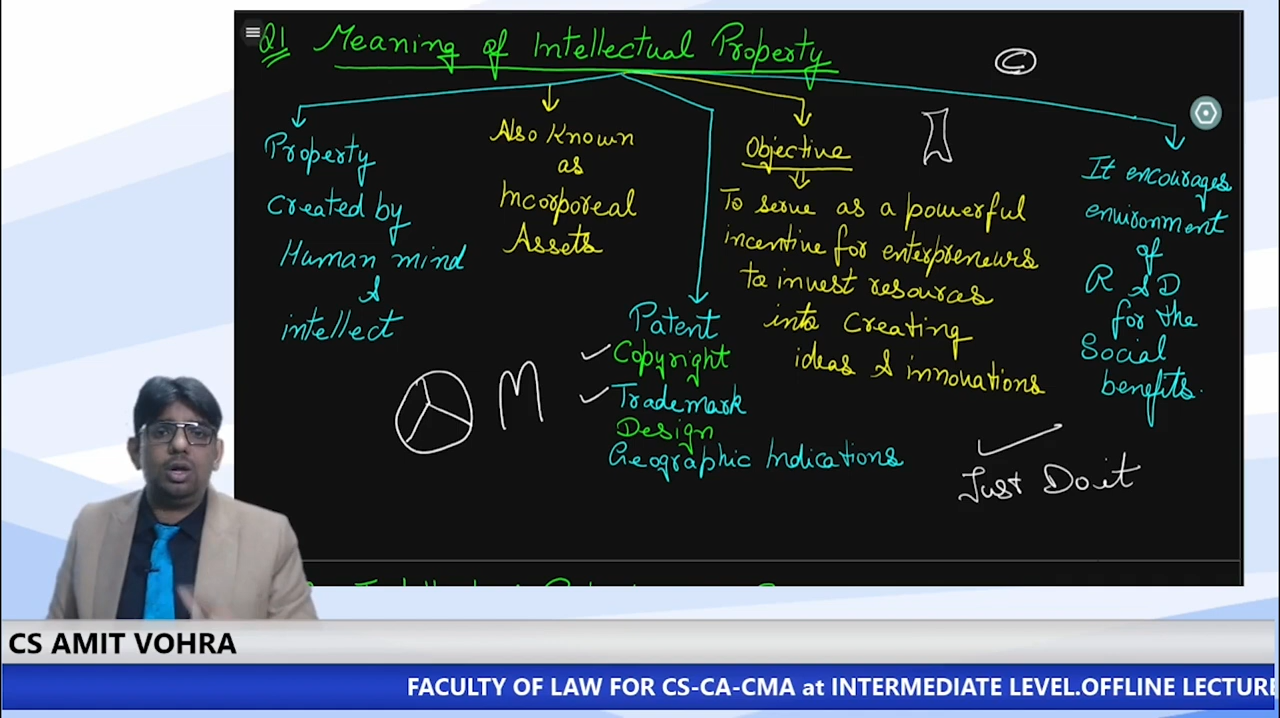 Q1 Meaning of Intellectual Property
©
Property
created by
Human mind
&
intellect
Also Known
as
Incorporeal
Assets
Patent
Copyright
Trademark
Design
Geographic Indications
Objective
To serve as a powerful
incentive for enterpreneurs
to invest resources
into Creating
ideas & innovations
It encourages
environment
of
R & D
for the
Social
benefits.
M
Just Do it
CS AMIT VOHRA
FACULTY OF LAW FOR CS-CA-CMA at INTERMEDIATE LEVEL.OFFLINE LECTURE